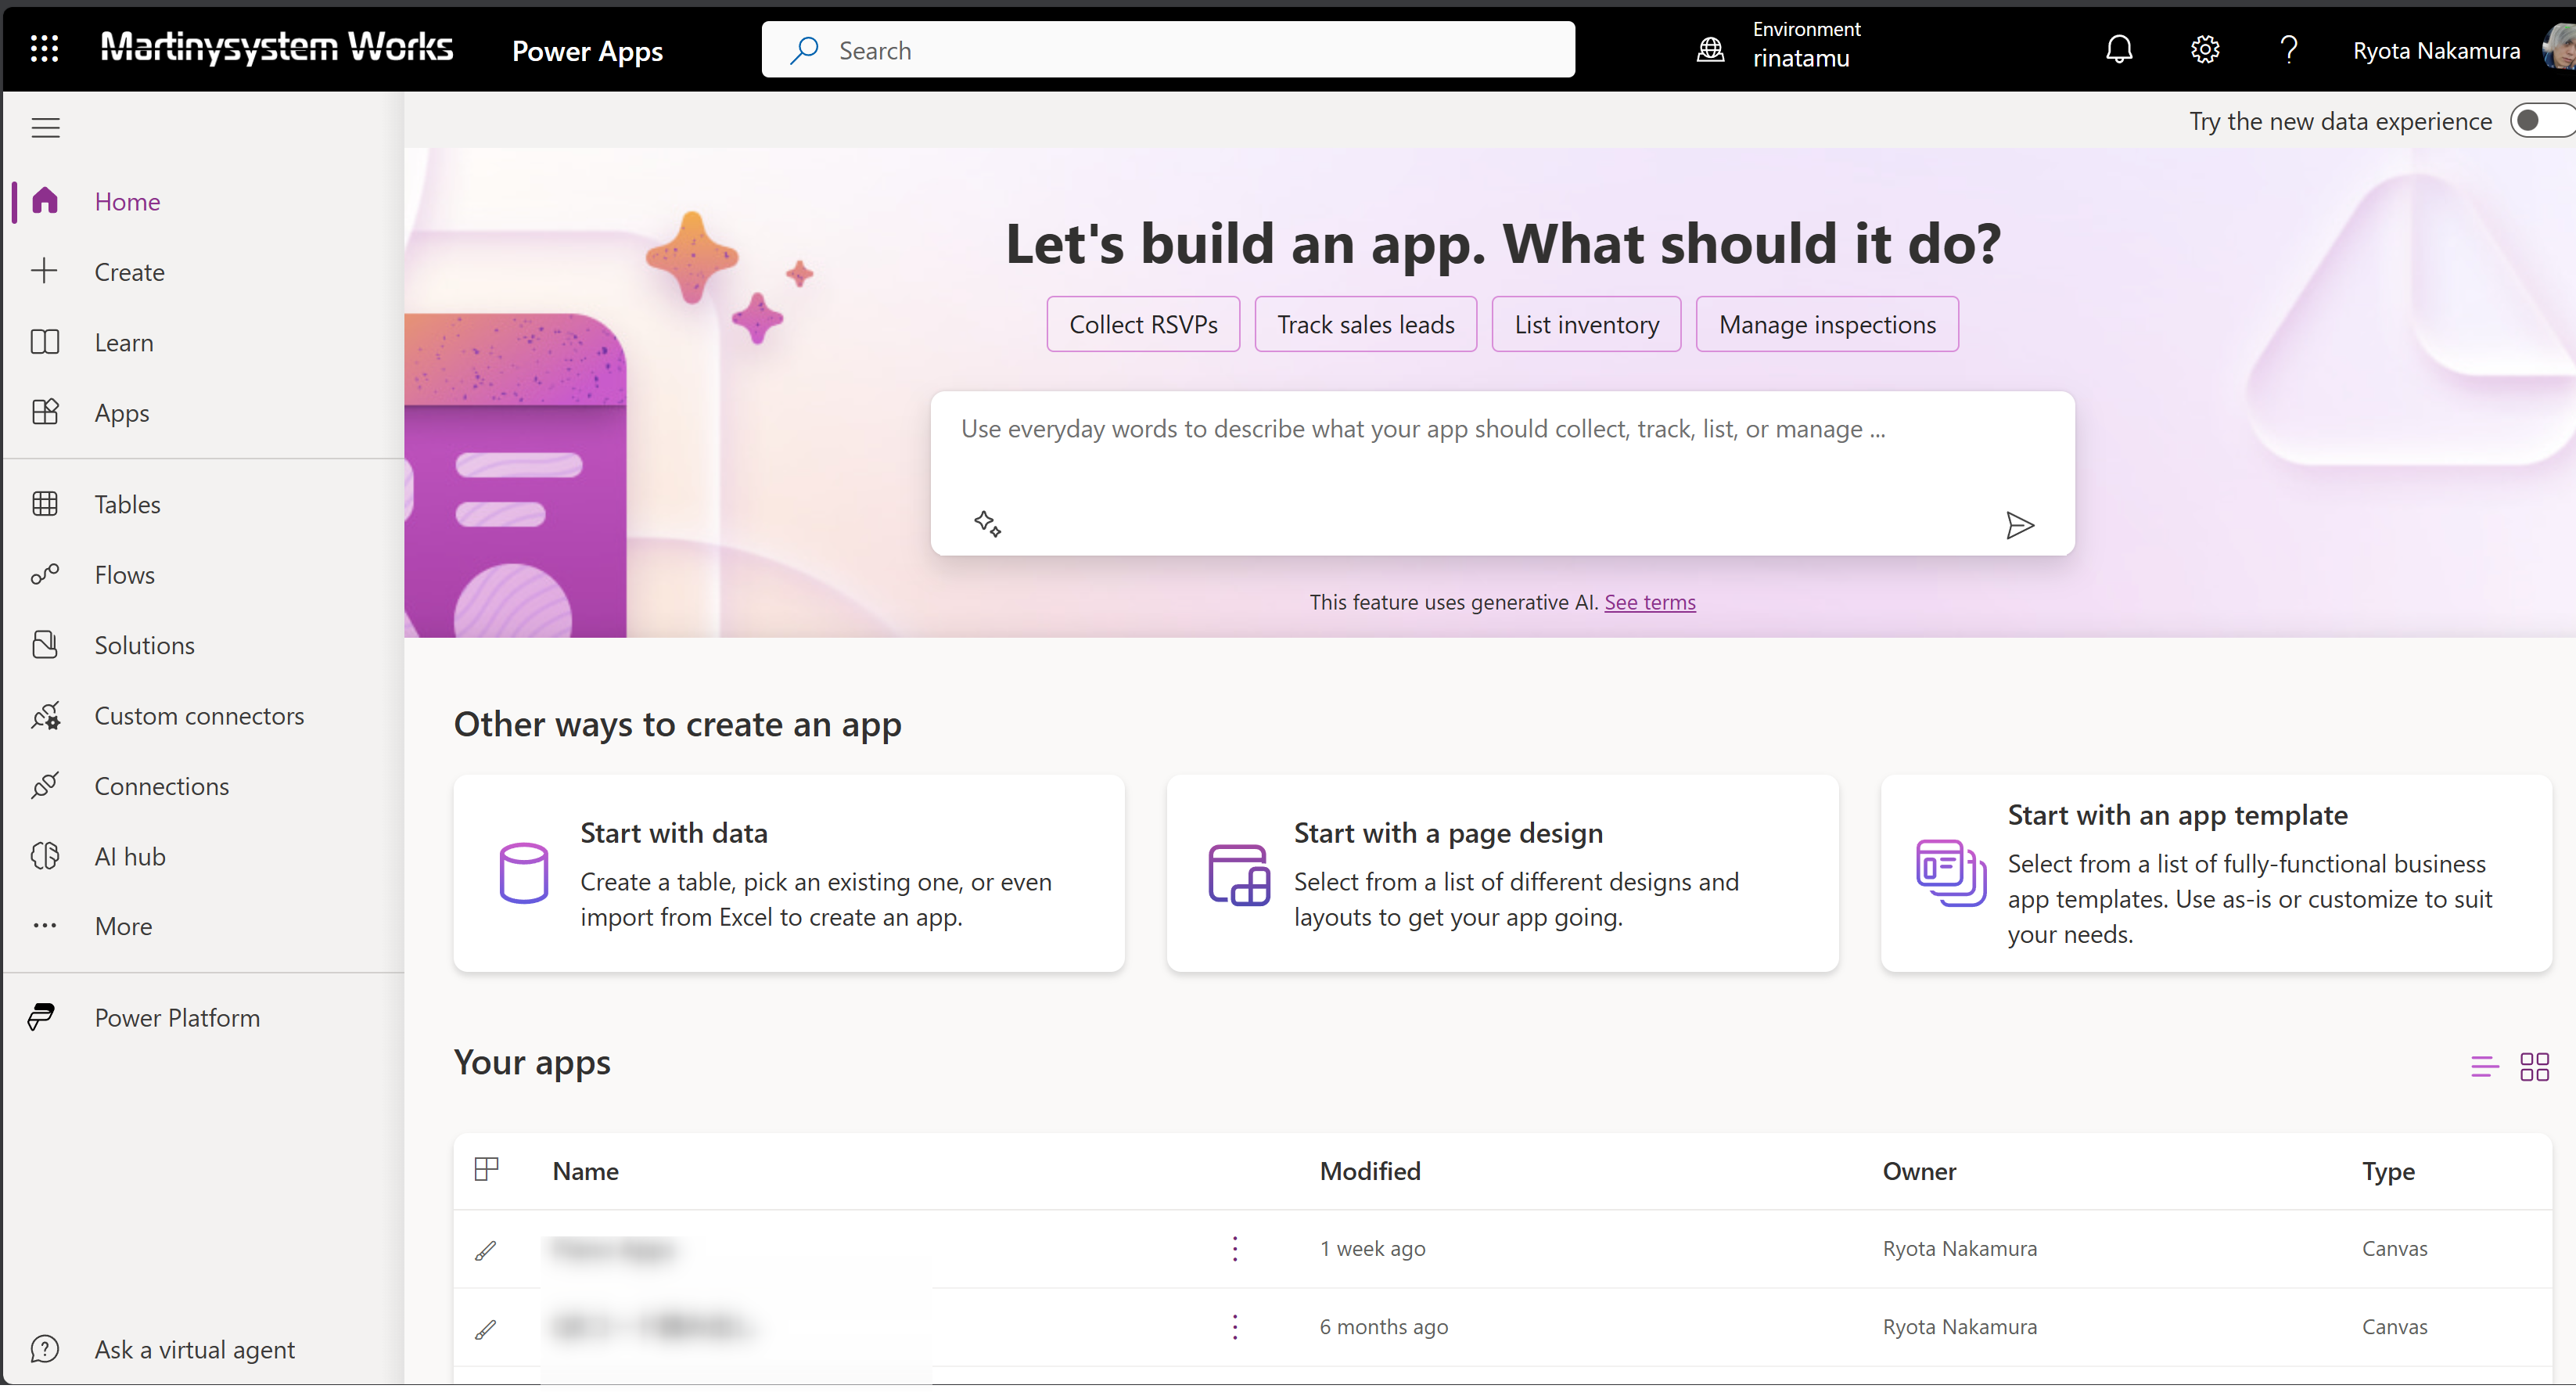 Martinysystem Works
Power Apps
Search
Environment
rinatamu
Ryota Nakamura
Try the new data experience
Home
Create
Learn
Apps
Tables
Flows
Solutions
Custom connectors
Connections
AI hub
More
Power Platform
Ask a virtual agent
Let's build an app. What should it do?
Collect RSVPs
Track sales leads
List inventory
Manage inspections
Use everyday words to describe what your app should collect, track, list, or manage ...
This feature uses generative AI. See terms
Other ways to create an app
Start with data
Create a table, pick an existing one, or even
import from Excel to create an app.
Start with a page design
Select from a list of different designs and
layouts to get your app going.
Start with an app template
Select from a list of fully-functional business
app templates. Use as-is or customize to suit
your needs.
Your apps
Name Modified Owner Type
1 week ago Ryota Nakamura Canvas
6 months ago Ryota Nakamura Canvas